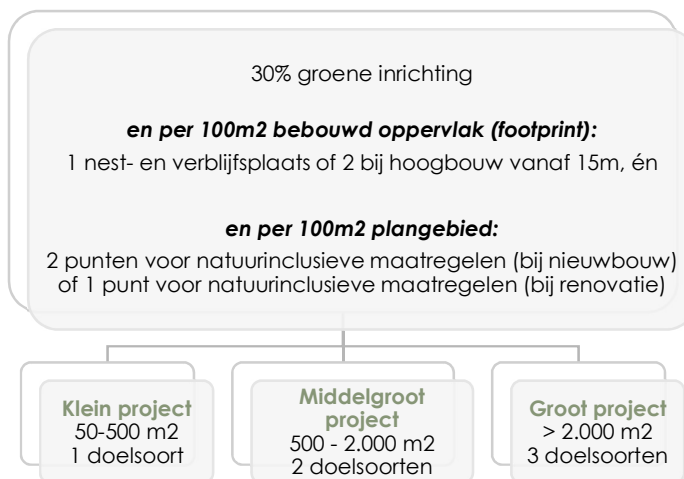 30% groene inrichting
en per 100m2 bebouwd oppervlak (footprint):
1 nest- en verblijfsplaats of 2 bij hoogbouw vanaf 15m, én
en per 100m2 plangebied:
2 punten voor natuurinclusieve maatregelen (bij nieuwbouw)
of 1 punt voor natuurinclusieve maatregelen (bij renovatie)
Klein project
50-500 m2
1 doelsoort
Middelgroot
project
500 - 2.000 m2
2 doelsoorten
Groot project
> 2.000 m2
3 doelsoorten